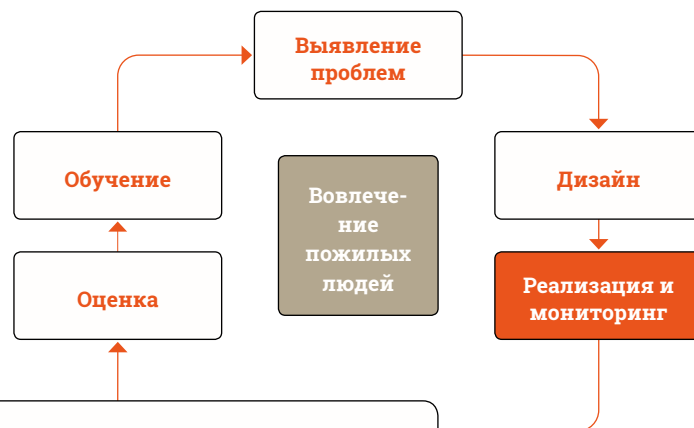 Выявление
проблем
Обучение
Вовлече-
ние
пожилых
людей
Дизайн
Оценка
Реализация и
мониторинг